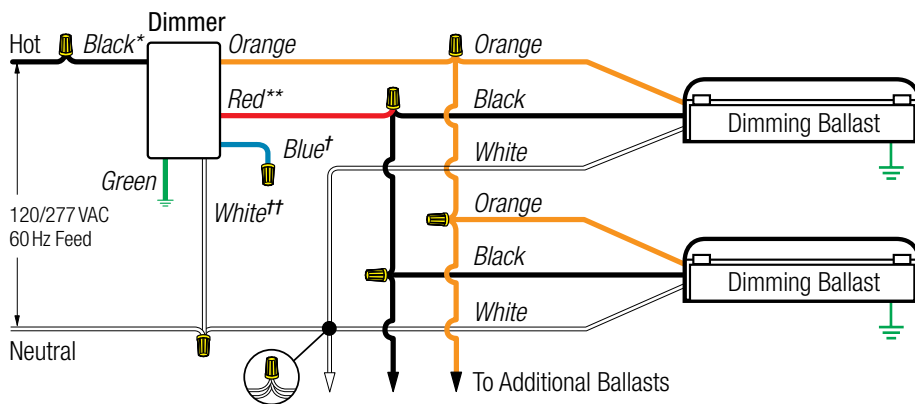 Dimmer
Hot
Black*
Orange
Orange
Red**
Black
Dimming Ballast
Blue†
White
Green
White††
Orange
120/277 VAC
60 Hz Feed
Black
Dimming Ballast
White
Neutral
To Additional Ballasts